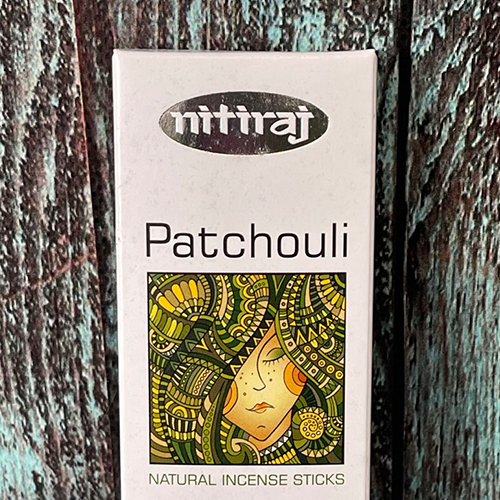 nitiraj
Patchouli
NATURAL INCENSE STICKS